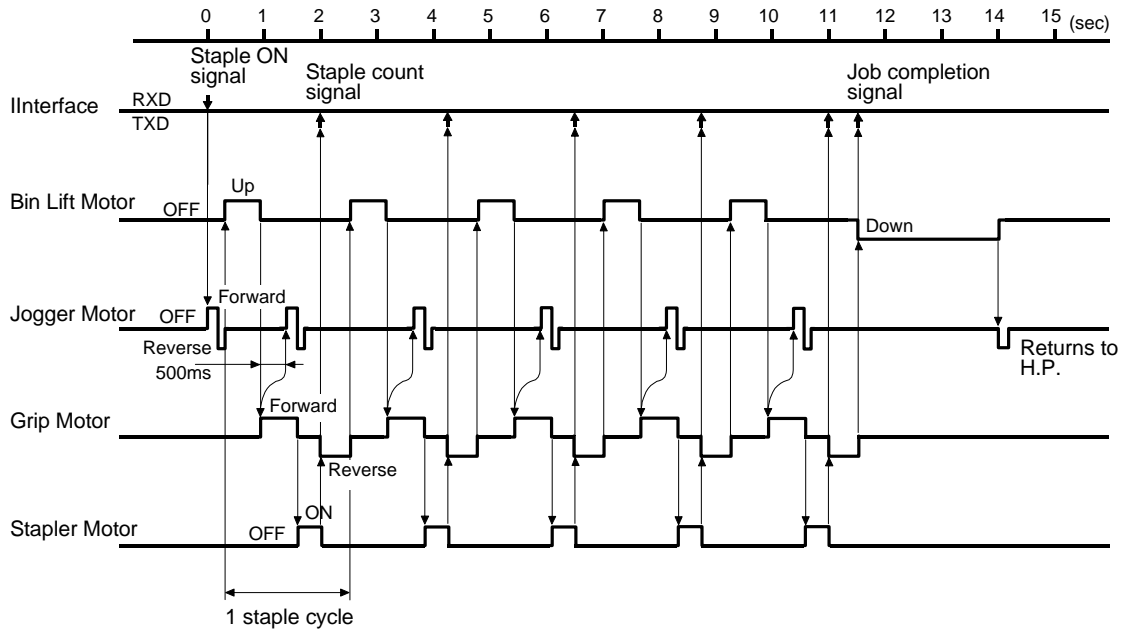 0 1 2 3 4 5 6 7 8 9 10 11 12 13 14 15 (sec)
Staple ON
signal
Staple count
signal
Job completion
signal
IInterface
RXD
TXD
Bin Lift Motor
OFF
Up
Down
Jogger Motor
OFF
Forward
Reverse
500ms
Returns to
H.P.
Grip Motor
Forward
Reverse
Stapler Motor
OFF
ON
1 staple cycle